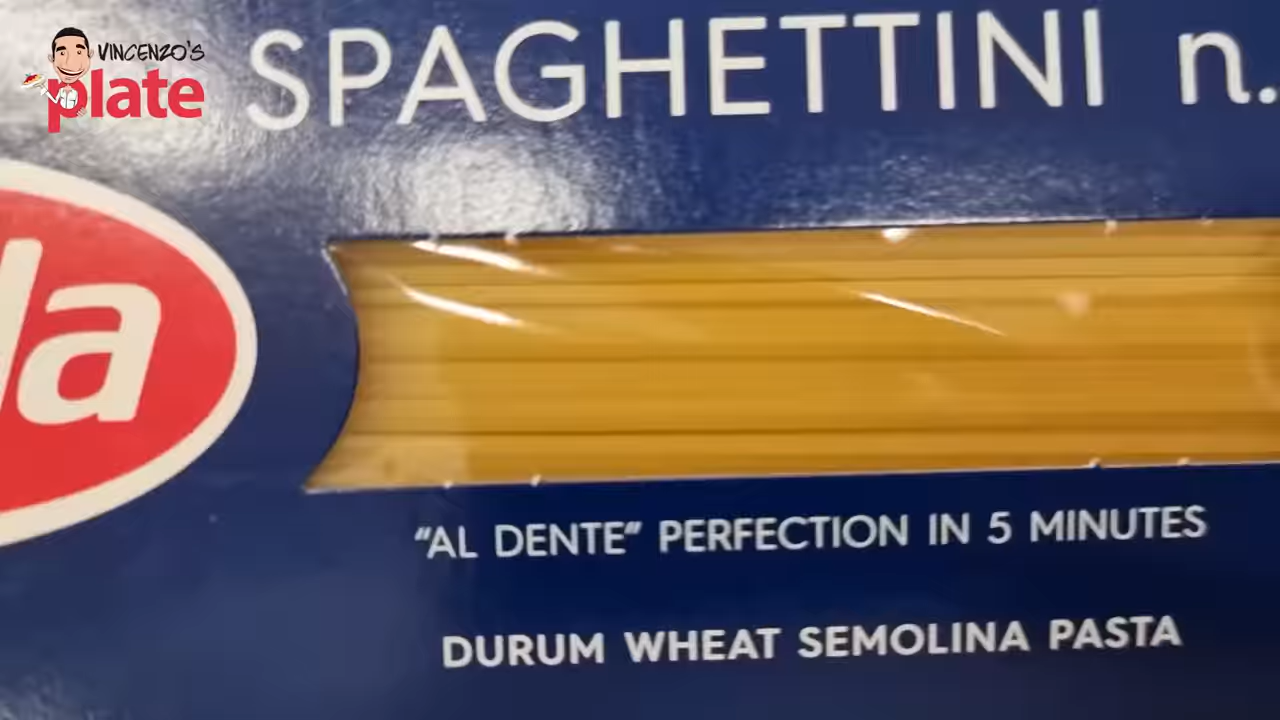 VINCENZO'S
plate
SPAGHETTINI n.
la
"AL DENTE" PERFECTION IN 5 MINUTES
DURUM WHEAT SEMOLINA PASTA